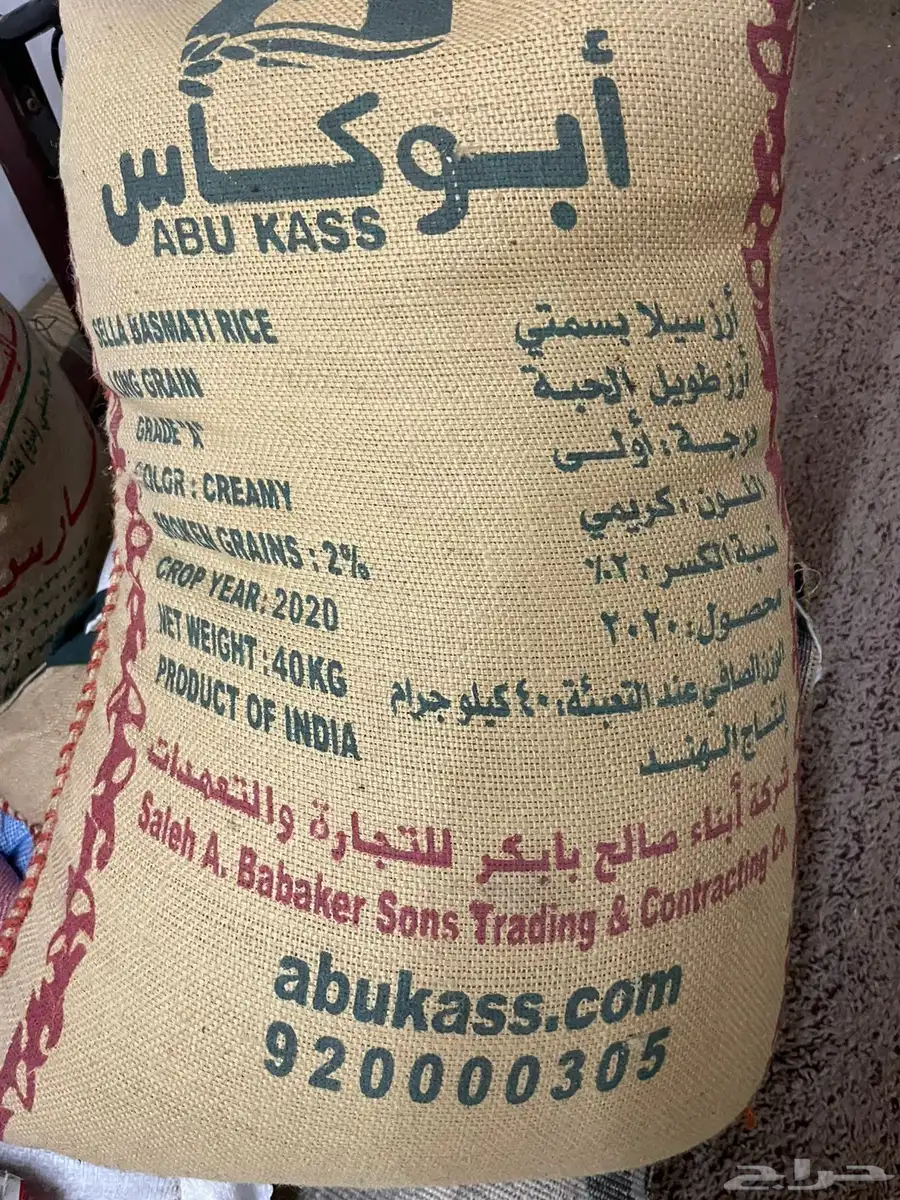 أبوكأس
ABU KASS
SELLA BASMATI RICE
أرز سيلا بسمتي
LONG GRAIN
أرز طويل الحبة
GRADE "A"
درجة: أولى
COLOR : CREAMY
اللون: كريمي
BROKEN GRAINS : 2%
نسبة الكسر: ٢٪
CROP YEAR: 2020
محصول: ٢٠٢٠
NET WEIGHT : 40KG
الوزن الصافي عند التعبئة: ٤٠ كيلو جرام
PRODUCT OF INDIA
إنتاج الهند
شركة أبناء صالح بابكر للتجارة والتعهدات
Saleh A. Babaker Sons Trading & Contracting Co
abukass.com
920000305
حراج